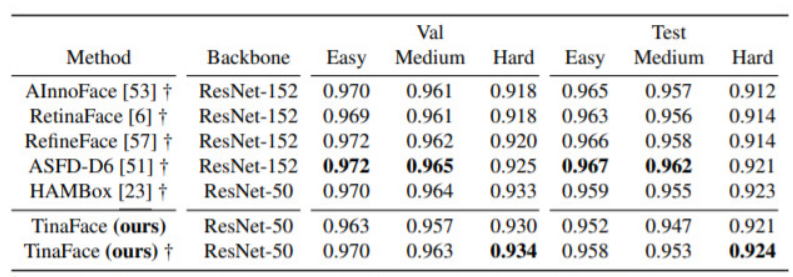 Val Test
Method Backbone Easy Medium Hard Easy Medium Hard
AInnoFace [53] † ResNet-152 0.970 0.961 0.918 0.965 0.957 0.912
RetinaFace [6] † ResNet-152 0.969 0.961 0.918 0.963 0.956 0.914
RefineFace [57] † ResNet-152 0.972 0.962 0.920 0.966 0.958 0.914
ASFD-D6 [51] † ResNet-152 0.972 0.965 0.925 0.967 0.962 0.921
HAMBox [23] † ResNet-50 0.970 0.964 0.933 0.959 0.955 0.923
TinaFace (ours) ResNet-50 0.963 0.957 0.930 0.952 0.947 0.921
TinaFace (ours) † ResNet-50 0.970 0.963 0.934 0.958 0.953 0.924